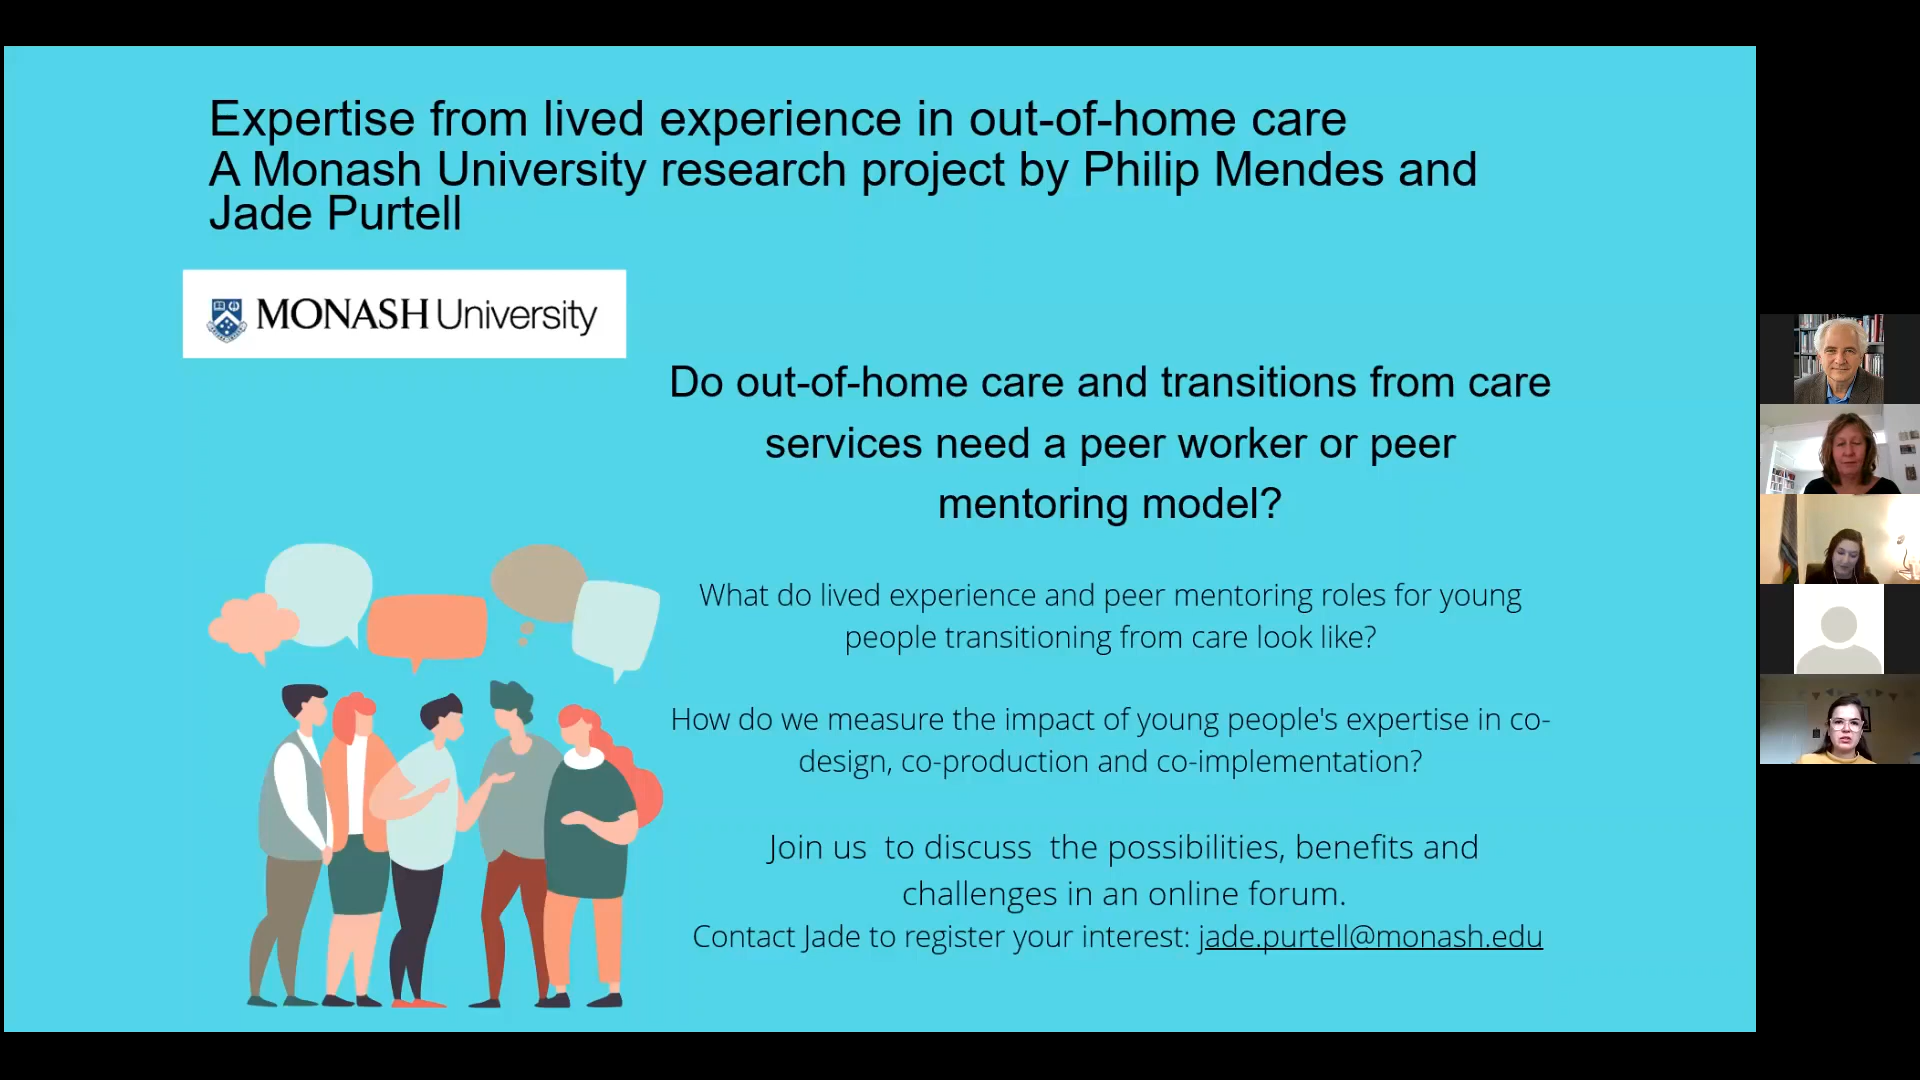 Expertise from lived experience in out-of-home care
A Monash University research project by Philip Mendes and
Jade Purtell
MONASH University
Do out-of-home care and transitions from care
services need a peer worker or peer
mentoring model?
What do lived experience and peer mentoring roles for young
people transitioning from care look like?
How do we measure the impact of young people's expertise in co-
design, co-production and co-implementation?
Join us  to discuss  the possibilities, benefits and
challenges in an online forum.
Contact Jade to register your interest: jade.purtell@monash.edu